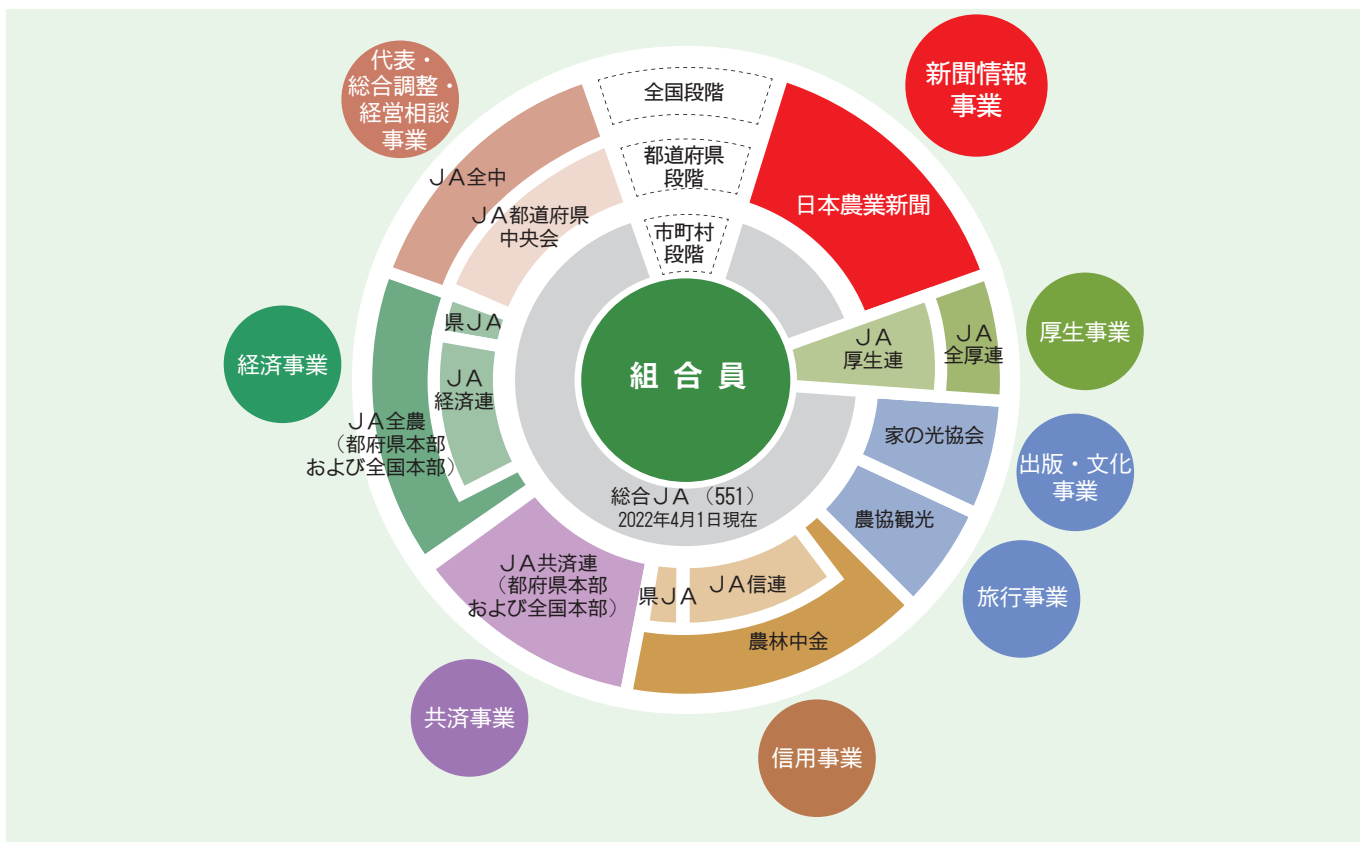 代表・
総合調整・
経営相談
事業
新聞情報
事業
全国段階
都道府県
段階
市町村
段階
ＪＡ全中
ＪＡ都道府県
中央会
日本農業新聞
厚生事業
ＪＡ
全厚連
ＪＡ
厚生連
経済事業
県ＪＡ
ＪＡ
経済連
ＪＡ全農
（都府県本部
および全国本部）
組合員
総合ＪＡ（551）
2022年4月1日現在
家の光協会
出版・文化
事業
農協観光
旅行事業
ＪＡ共済連
（都府県本部
および全国本部）
共済事業
県ＪＡ
ＪＡ信連
農林中金
信用事業